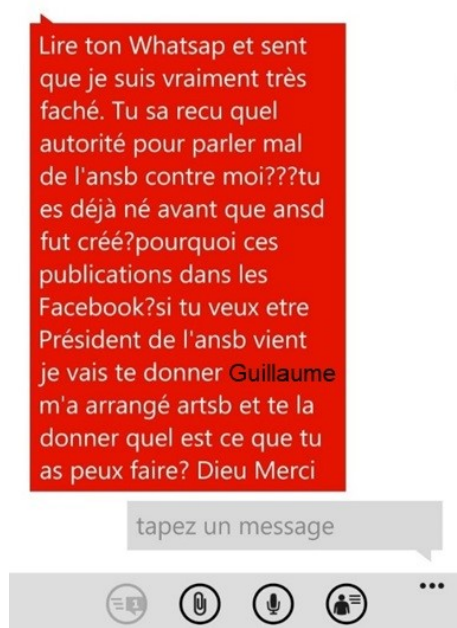 Lire ton Whatsap et sent
que je suis vraiment très
faché. Tu sa recu quel
autorité pour parler mal
de l'ansb contre moi???tu
es déjà né avant que ansd
fut créé?pourquoi ces
publications dans les
Facebook?si tu veux etre
Président de l'ansb vient
je vais te donner Guillaume
m'a arrangé artsb et te la
donner quel est ce que tu
as peux faire? Dieu Merci
tapez un message
1